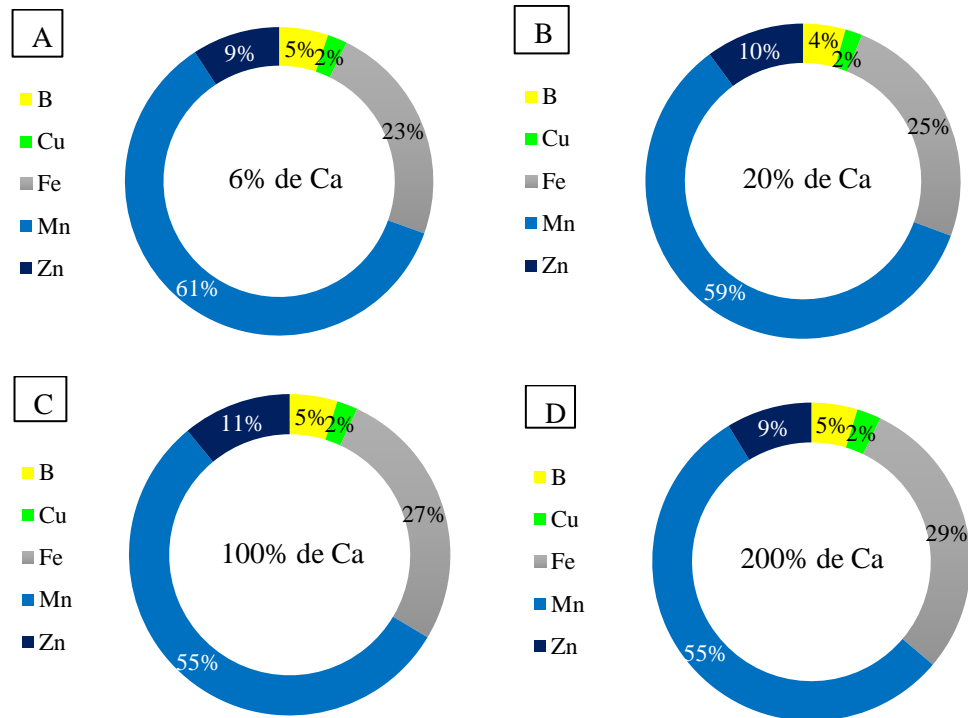 A
B
Cu
Fe
Mn
Zn
9%
5%
2%
23%
61%
6% de Ca
B
B
Cu
Fe
Mn
Zn
10%
4%
2%
25%
59%
20% de Ca
C
B
Cu
Fe
Mn
Zn
11%
5%
2%
27%
55%
100% de Ca
D
B
Cu
Fe
Mn
Zn
9%
5%
2%
29%
55%
200% de Ca